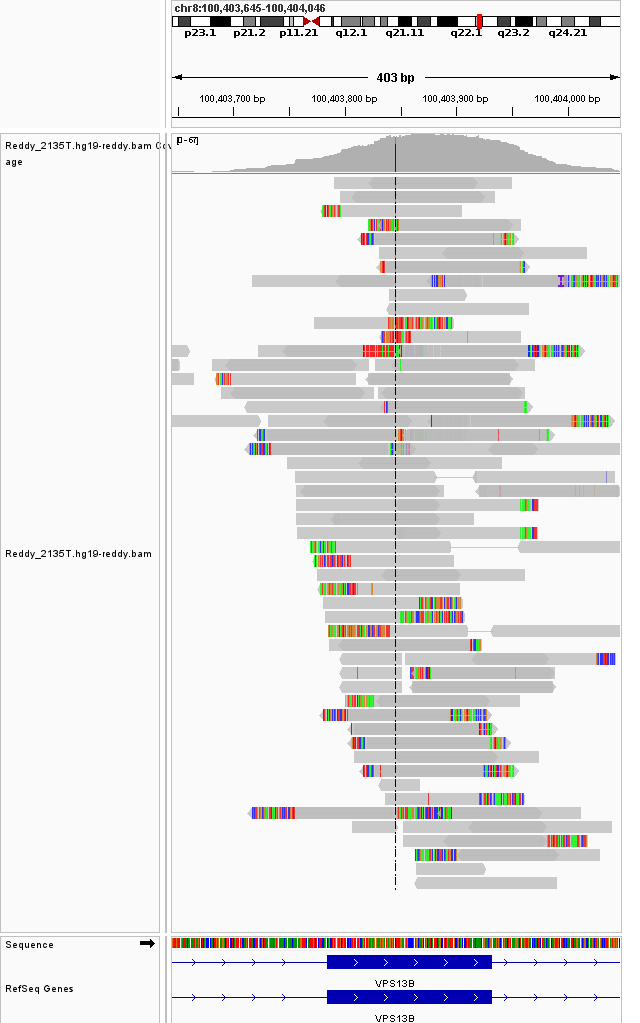 chr8:100,403,645-100,404,046
p23.1 p21.2 p11.21 q12.1 q21.11 q22.1 q23.2 q24.21
403 bp
100,403,700 bp 100,403,800 bp 100,403,900 bp 100,404,000 bp
Reddy_2135T.hg19-reddy.bam Cov
age
[0-67]
Reddy_2135T.hg19-reddy.bam
Sequence
RefSeq Genes
VPS13B
VPS13B